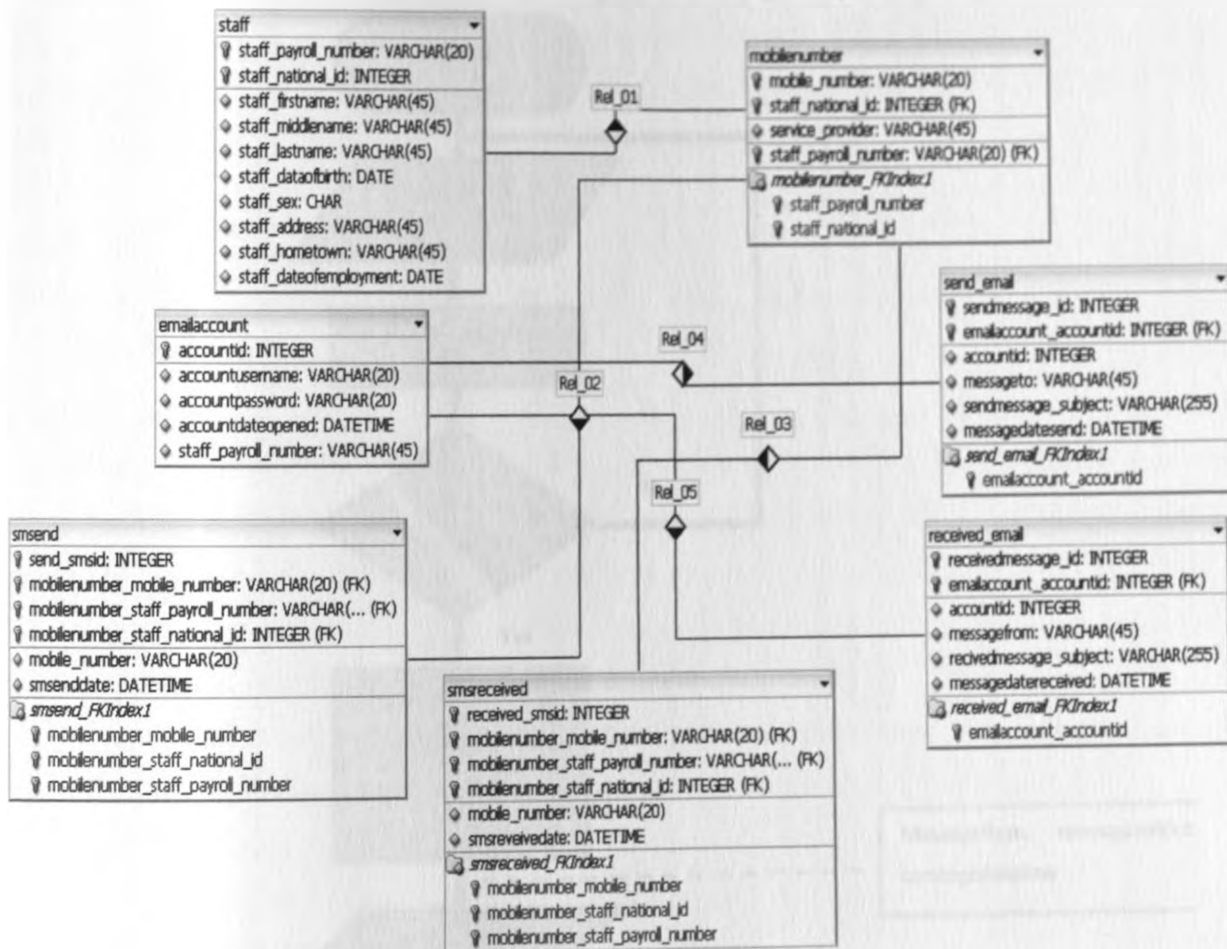 staff
staff_payroll_number: VARCHAR(20)
staff_national_id: INTEGER
staff_firstname: VARCHAR(45)
staff_middlename: VARCHAR(45)
staff_lastname: VARCHAR(45)
staff_dataofbirth: DATE
staff_sex: CHAR
staff_address: VARCHAR(45)
staff_hometown: VARCHAR(45)
staff_dateofemployment: DATE
Rel_01
mobilenumber
mobile_number: VARCHAR(20)
staff_national_id: INTEGER (FK)
service_provider: VARCHAR(45)
staff_payroll_number: VARCHAR(20) (FK)
mobilenumber_FKIndex1
staff_payroll_number
staff_national_id
emailaccount
accountid: INTEGER
accountusername: VARCHAR(20)
accountpassword: VARCHAR(20)
accountdateopened: DATETIME
staff_payroll_number: VARCHAR(45)
Rel_04
Rel_02
Rel_03
Rel_05
send_email
sendmessage_id: INTEGER
emailaccount_accountid: INTEGER (FK)
accountid: INTEGER
messageto: VARCHAR(45)
sendmessage_subject: VARCHAR(255)
messagedatesend: DATETIME
send_email_FKIndex1
emailaccount_accountid
smsend
send_smsid: INTEGER
mobilenumber_mobile_number: VARCHAR(20) (FK)
mobilenumber_staff_payroll_number: VARCHAR(... (FK)
mobilenumber_staff_national_id: INTEGER (FK)
mobile_number: VARCHAR(20)
smsenddate: DATETIME
smsend_FKIndex1
mobilenumber_mobile_number
mobilenumber_staff_national_id
mobilenumber_staff_payroll_number
smsreceived
received_smsid: INTEGER
mobilenumber_mobile_number: VARCHAR(20) (FK)
mobilenumber_staff_payroll_number: VARCHAR(... (FK)
mobilenumber_staff_national_id: INTEGER (FK)
mobile_number: VARCHAR(20)
smsreveivedate: DATETIME
smsreceived_FKIndex1
mobilenumber_mobile_number
mobilenumber_staff_national_id
mobilenumber_staff_payroll_number
received_email
receivedmessage_id: INTEGER
emailaccount_accountid: INTEGER (FK)
accountid: INTEGER
messagefrom: VARCHAR(45)
recivedmessage_subject: VARCHAR(255)
messagedatereceived: DATETIME
received_email_FKIndex1
emailaccount_accountid